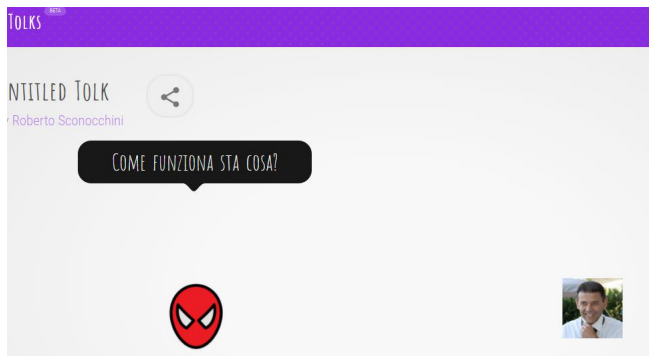 Tolks BETA
ntitled Tolk
y Roberto Sconocchini
Come funziona sta cosa?